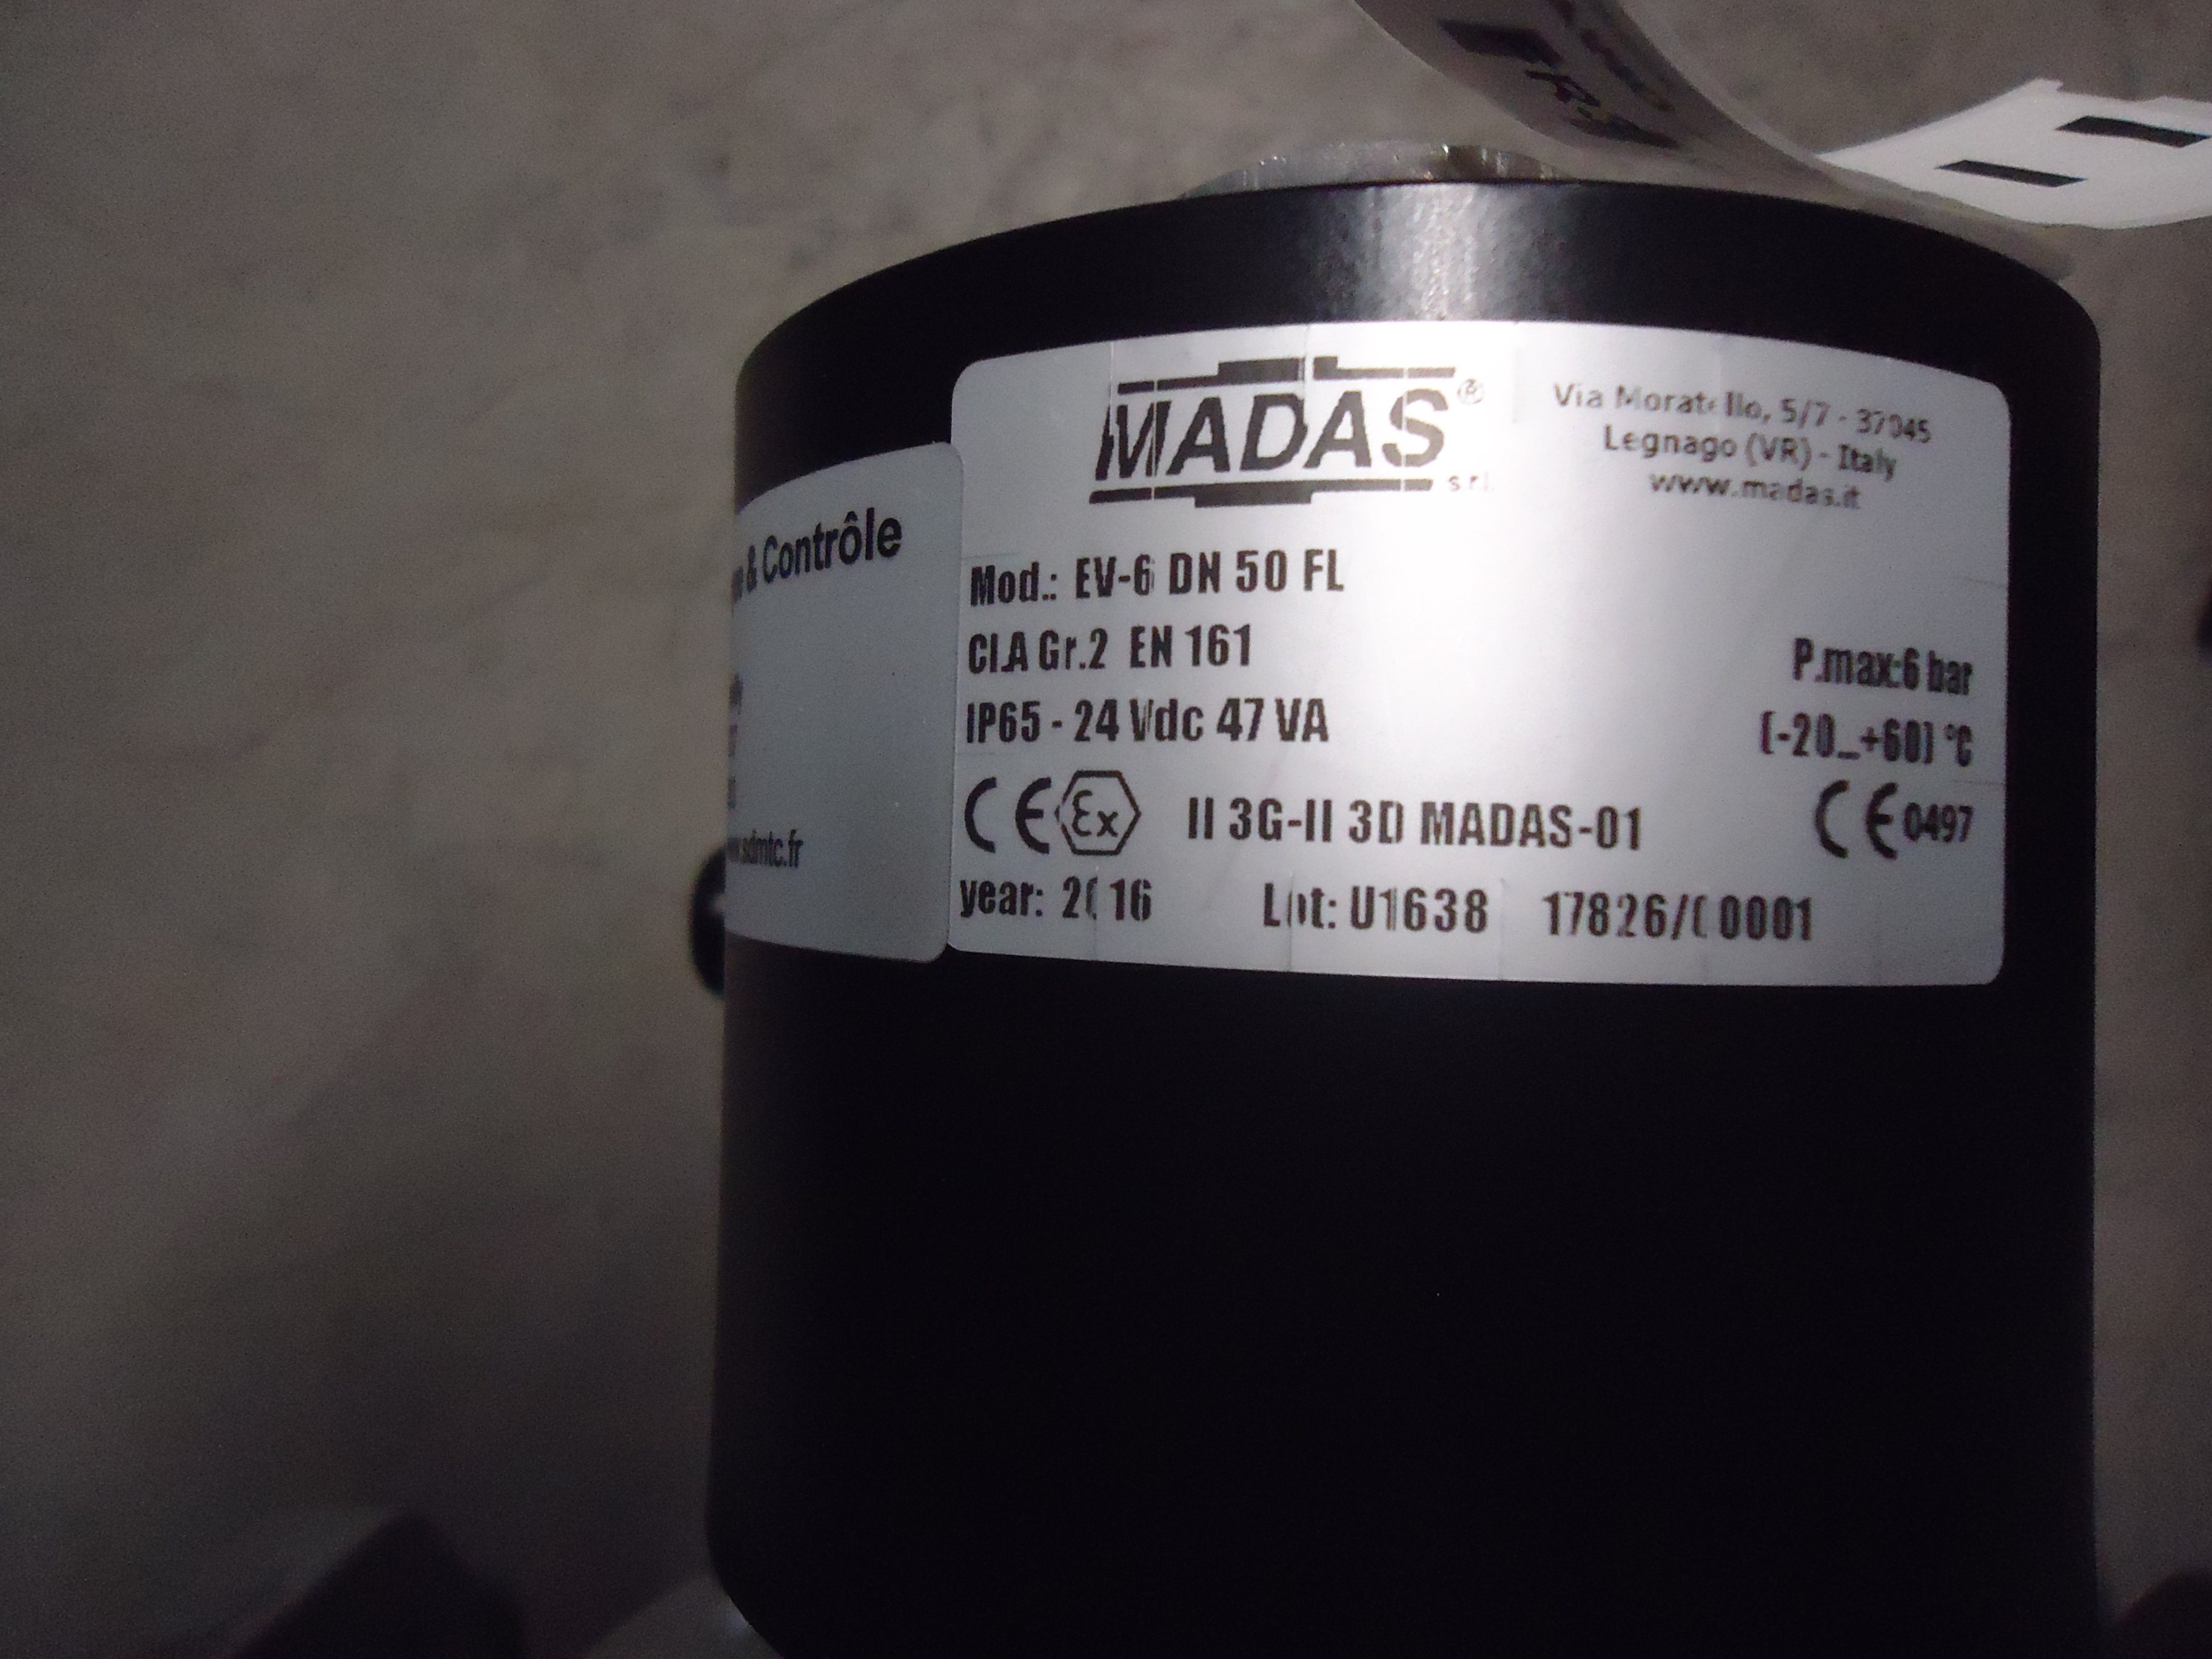 MADAS®
s.r.l.
Via Moratello, 5/7 - 37045
Legnago (VR) - Italy
www.madas.it
& Contrôle
Mod.: EV-6 DN 50 FL
Cl.A Gr.2 EN 161
P.max:6 bar
IP65 - 24 Vdc 47 VA
(-20_+60) °C
CE Ex II 3G-II 3D MADAS-01
CE 0497
.sdmtc.fr
year: 2016 Lot: U1638 17826/00001